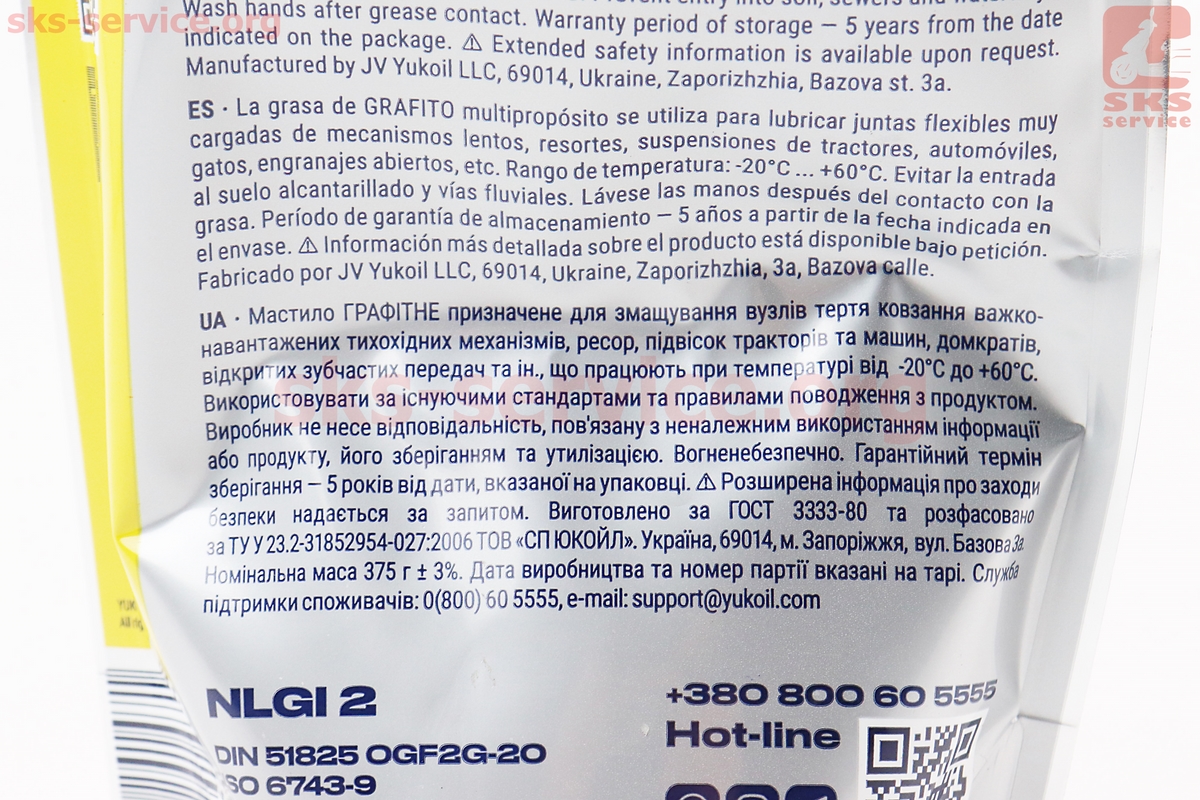 sks-service.org
Wash hands after grease contact. Warranty period of storage — 5 years from the date
indicated on the package. ⚠ Extended safety information is available upon request.
Manufactured by JV Yukoil LLC, 69014, Ukraine, Zaporizhzhia, Bazova st. 3a.
SKS
service
ES · La grasa de GRAFITO multipropósito se utiliza para lubricar juntas flexibles muy
cargadas de mecanismos lentos, resortes, suspensiones de tractores, automóviles,
gatos, engranajes abiertos, etc. Rango de temperatura: -20°C ... +60°C. Evitar la entrada
al suelo alcantarillado y vías fluviales. Lávese las manos después del contacto con la
grasa. Período de garantía de almacenamiento — 5 años a partir de la fecha indicada en
el envase. ⚠ Información más detallada sobre el producto está disponible bajo petición.
Fabricado por JV Yukoil LLC, 69014, Ukraine, Zaporizhzhia, 3a, Bazova calle.
UA · Мастило ГРАФІТНЕ призначене для змащування вузлів тертя ковзання важко-
навантажених тихохідних механізмів, ресор, підвісок тракторів та машин, домкратів,
відкритих зубчастих передач та ін., що працюють при температурі від -20°C до +60°C.
sks-service.org
Використовувати за існуючими стандартами та правилами поводження з продуктом.
Виробник не несе відповідальність, пов'язану з неналежним використанням інформації
або продукту, його зберіганням та утилізацією. Вогненебезпечно. Гарантійний термін
зберігання — 5 років від дати, вказаної на упаковці. ⚠ Розширена інформація про заходи
безпеки надається за запитом. Виготовлено за ГОСТ 3333-80 та розфасовано
за ТУ У 23.2-31852954-027:2006 ТОВ «СП ЮКОЙЛ». Україна, 69014, м. Запоріжжя, вул. Базова 3а.
Номінальна маса 375 г ± 3%. Дата виробництва та номер партії вказані на тарі. Служба
підтримки споживачів: 0(800) 60 5555, e-mail: support@yukoil.com
NLGI 2
DIN 51825 OGF2G-20
ISO 6743-9
+380 800 60 5555
Hot-line